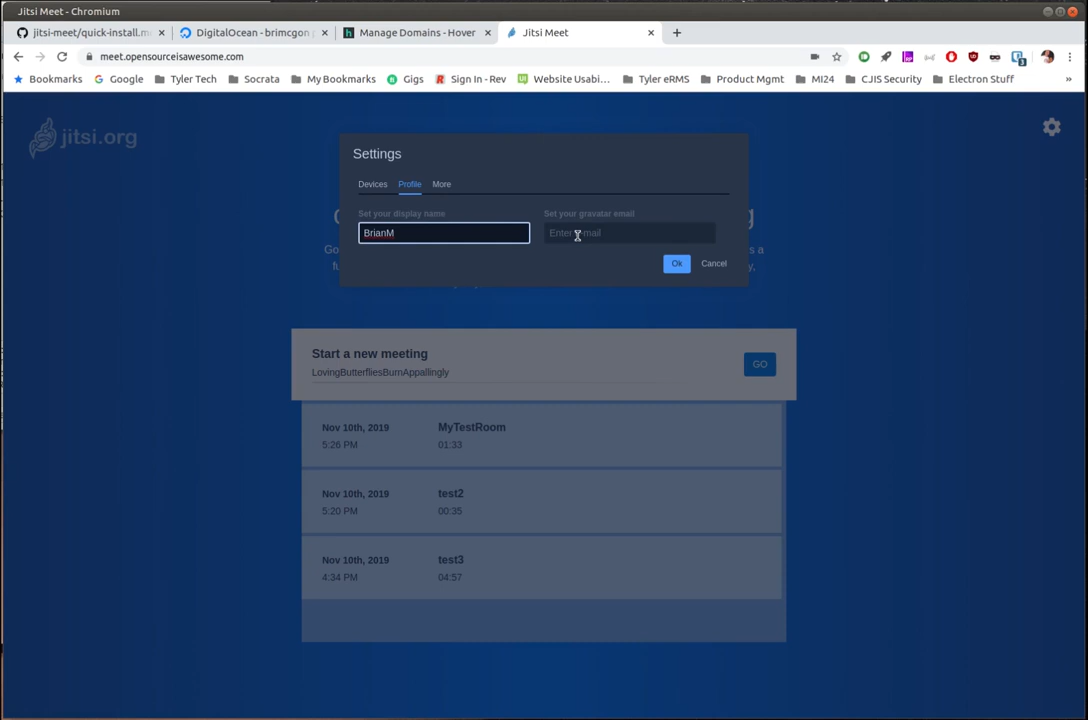 Jitsi Meet - Chromium
jitsi-meet/quick-install.m
DigitalOcean - brimcgon
Manage Domains - Hover
Jitsi Meet
meet.opensourceisawesome.com
Bookmarks
Google
Tyler Tech
Socrata
My Bookmarks
Gigs
Sign In - Rev
Website Usabi...
Tyler eRMS
Product Mgmt
MI24
CJIS Security
Electron Stuff
»
jitsi.org
Settings
Devices
Profile
More
Set your display name
Set your gravatar email
BrianM
Enter e-mail
Ok
Cancel
Start a new meeting
LovingButterfliesBurnAppallingly
GO
Nov 10th, 2019
MyTestRoom
5:26 PM
01:33
Nov 10th, 2019
test2
5:20 PM
00:35
Nov 10th, 2019
test3
4:34 PM
04:57